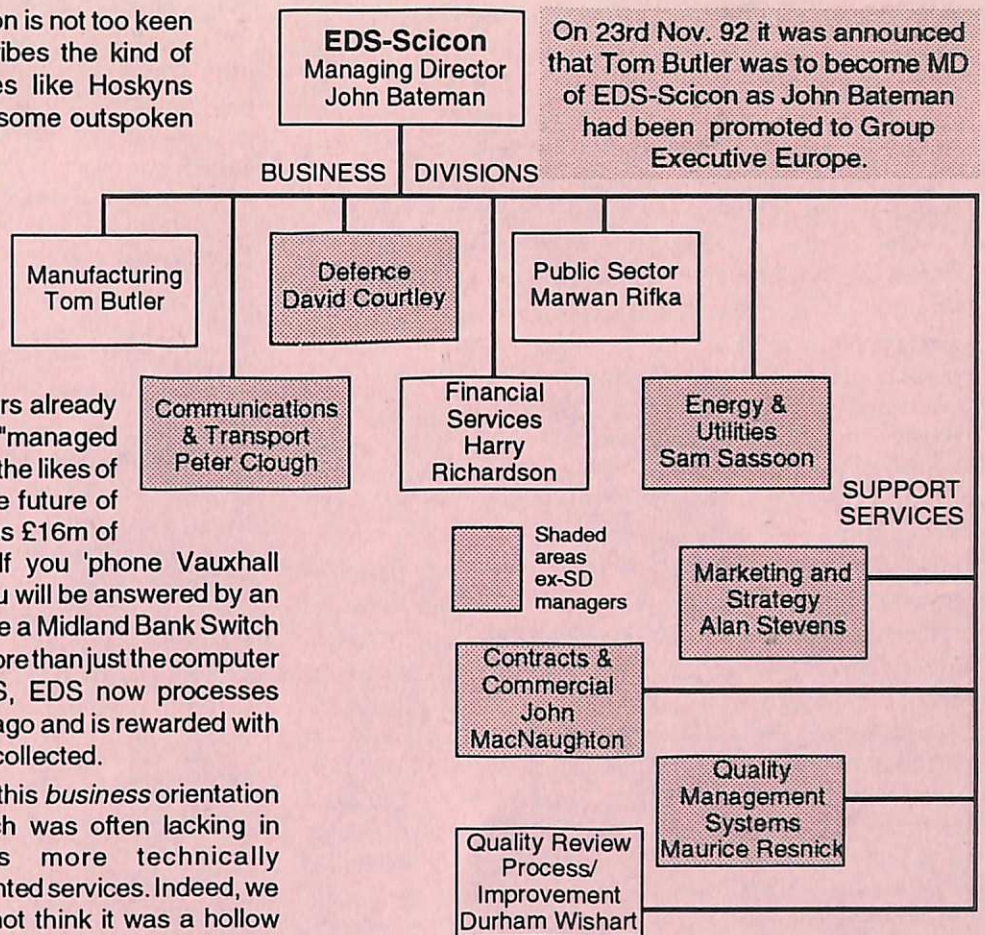 on is not too keen
ribes the kind of
es like Hoskyns
some outspoken
EDS-Scicon
Managing Director
John Bateman
On 23rd Nov. 92 it was announced
that Tom Butler was to become MD
of EDS-Scicon as John Bateman
had been promoted to Group
Executive Europe.
BUSINESS DIVISIONS
Manufacturing
Tom Butler
Defence
David Courtley
Public Sector
Marwan Rifka
Communications
& Transport
Peter Clough
Financial
Services
Harry
Richardson
Energy &
Utilities
Sam Sassoon
rs already
"managed
the likes of
e future of
s £16m of
If you 'phone Vauxhall
u will be answered by an
e a Midland Bank Switch
ore than just the computer
S, EDS now processes
ago and is rewarded with
collected.
this business orientation
ch was often lacking in
s more technically
nted services. Indeed, we
not think it was a hollow
SUPPORT
SERVICES
Shaded
areas
ex-SD
managers
Marketing and
Strategy
Alan Stevens
Contracts &
Commercial
John
MacNaughton
Quality
Management
Systems
Maurice Resnick
Quality Review
Process/
Improvement
Durham Wishart